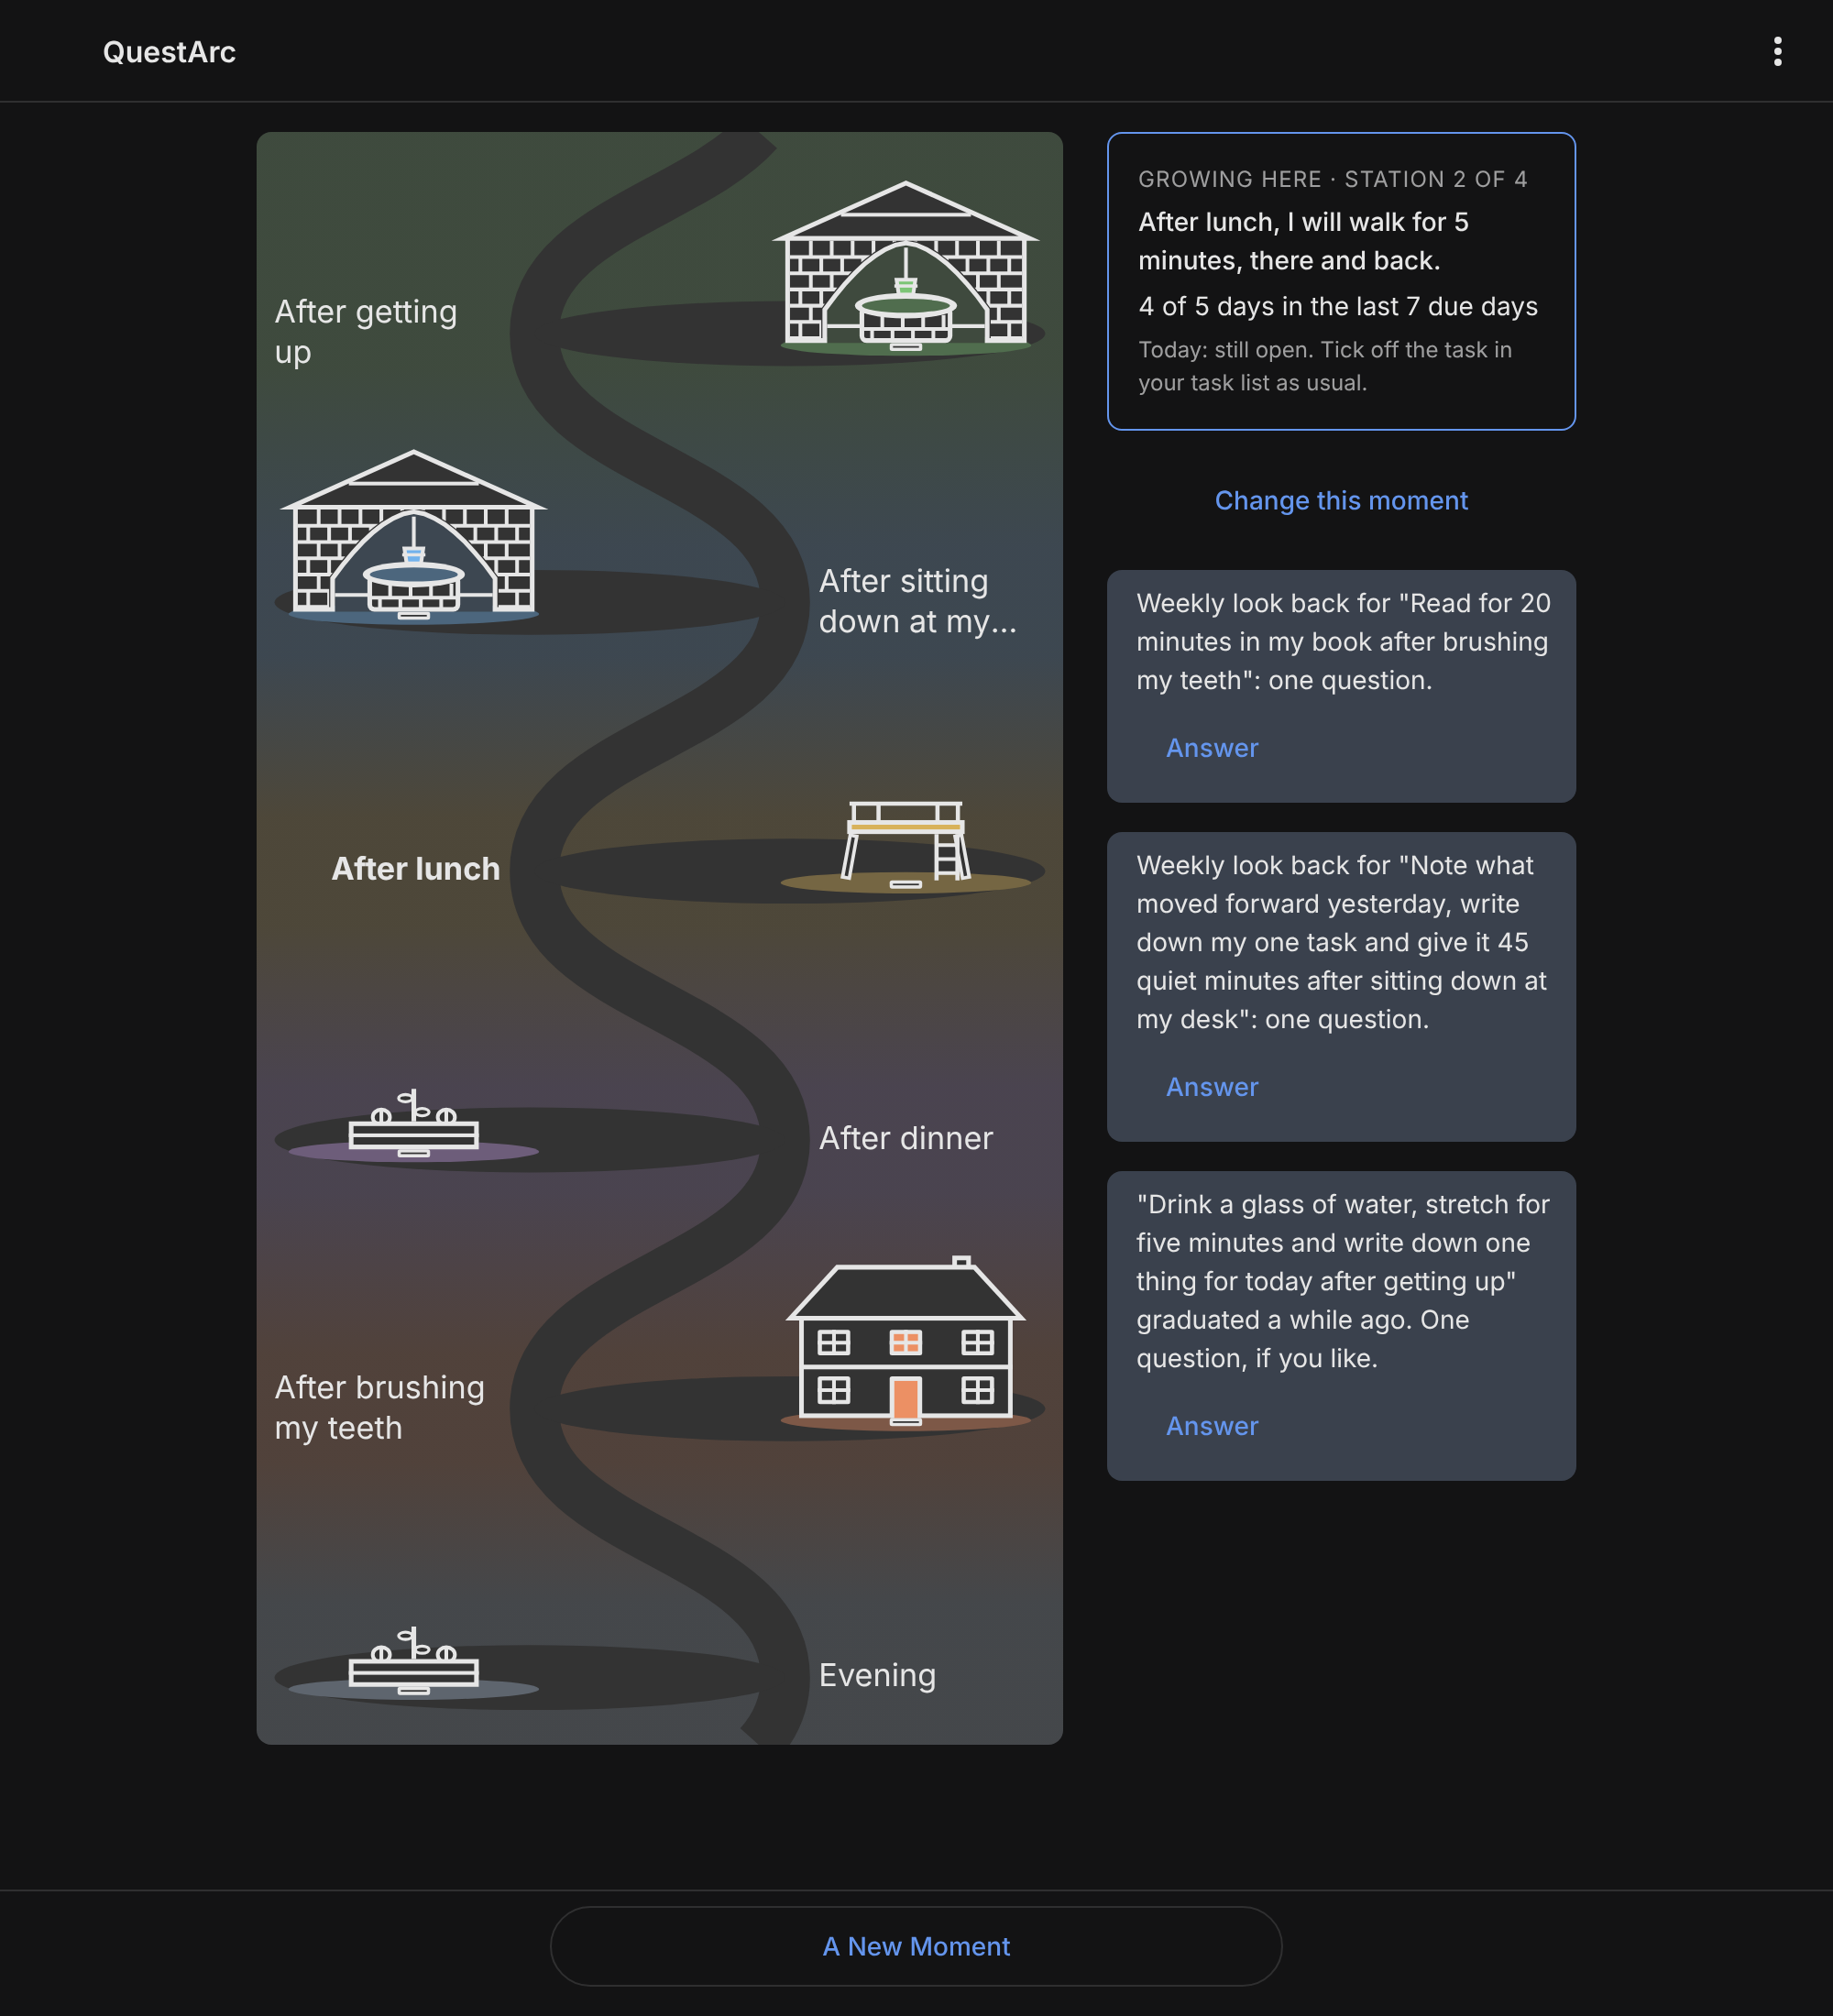 QuestArc
After getting
up
After sitting
down at my...
After lunch
After dinner
After brushing
my teeth
Evening
GROWING HERE · STATION 2 OF 4
After lunch, I will walk for 5
minutes, there and back.
4 of 5 days in the last 7 due days
Today: still open. Tick off the task in
your task list as usual.
Change this moment
Weekly look back for "Read for 20
minutes in my book after brushing
my teeth": one question.
Answer
Weekly look back for "Note what
moved forward yesterday, write
down my one task and give it 45
quiet minutes after sitting down at
my desk": one question.
Answer
"Drink a glass of water, stretch for
five minutes and write down one
thing for today after getting up"
graduated a while ago. One
question, if you like.
Answer
A New Moment